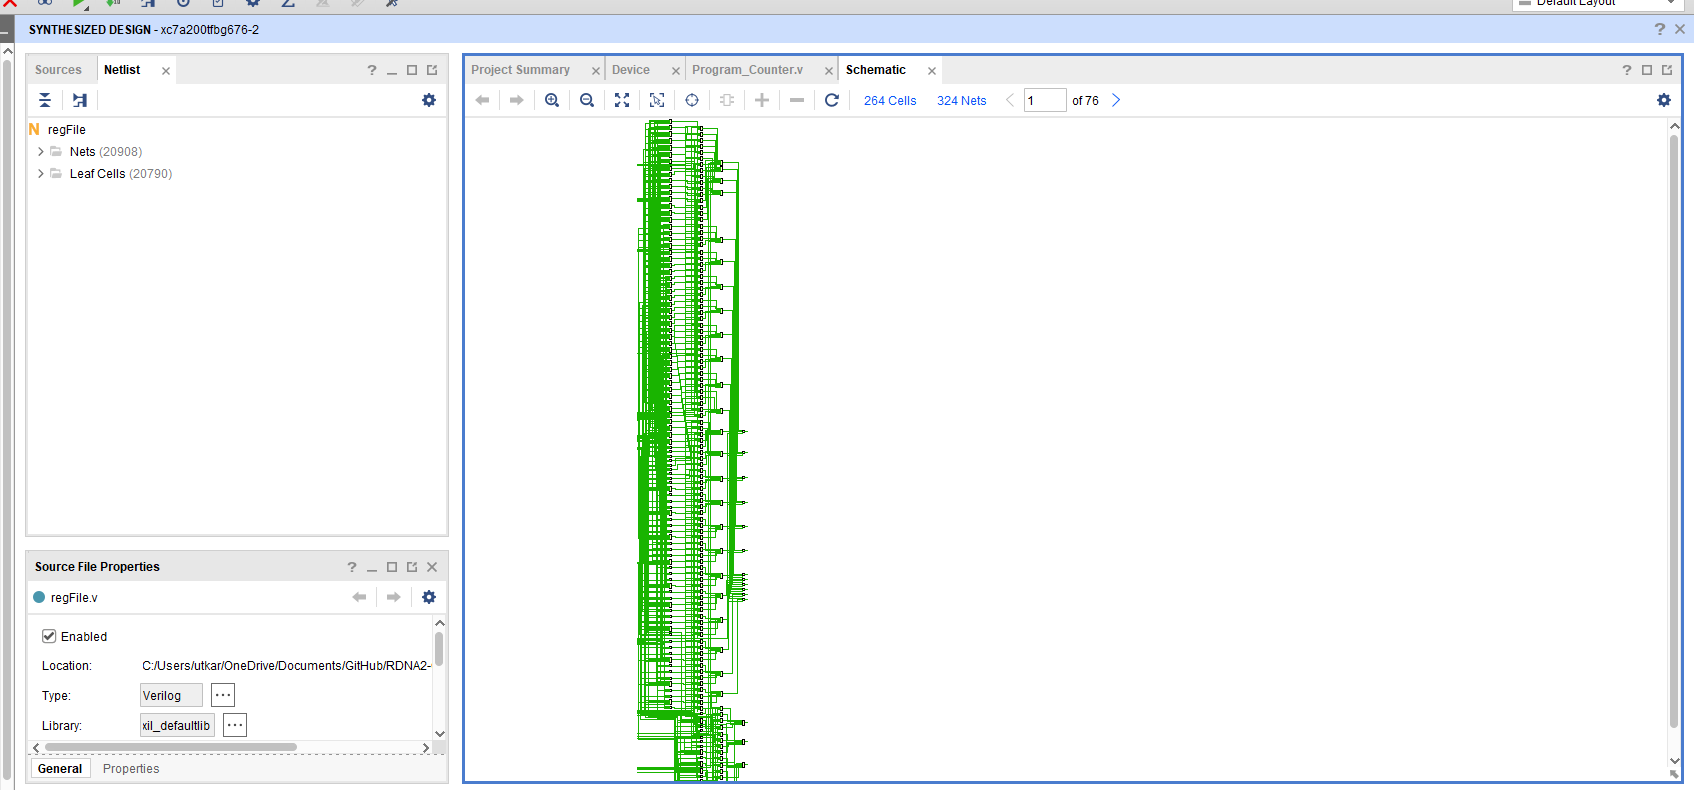 Default Layout
SYNTHESIZED DESIGN - xc7a200tfbg676-2
Sources
Netlist
regFile
Nets (20908)
Leaf Cells (20790)
Source File Properties
regFile.v
Enabled
Location: C:/Users/utkar/OneDrive/Documents/GitHub/RDNA2-
Type: Verilog
Library: xil_defaultlib
General
Properties
Project Summary
Device
Program_Counter.v
Schematic
264 Cells
324 Nets
1 of 76